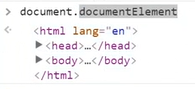 > document.documentElement
<html lang="en">
▶<head>…</head>
▶<body>…</body>
</html>